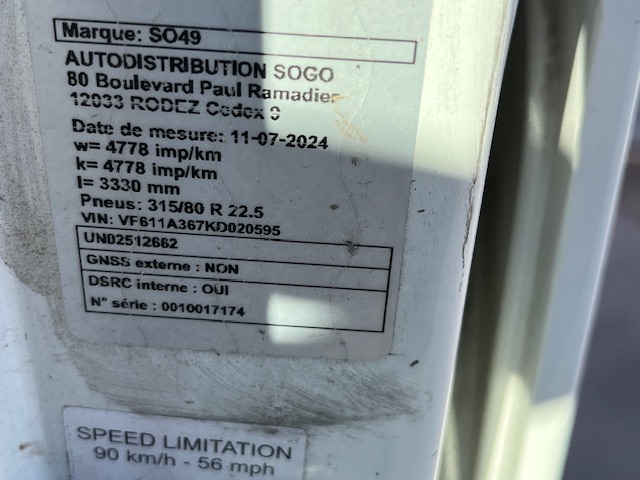 Marque: SO49
AUTODISTRIBUTION SOGO
80 Boulevard Paul Ramadier
12033 RODEZ Cedex 9
Date de mesure: 11-07-2024
w= 4778 imp/km
k= 4778 imp/km
l= 3330 mm
Pneus: 315/80 R 22.5
VIN: VF611A367KD020595
UN02512662
GNSS externe : NON
DSRC interne : OUI
N° série : 0010017174
SPEED LIMITATION
90 km/h - 56 mph